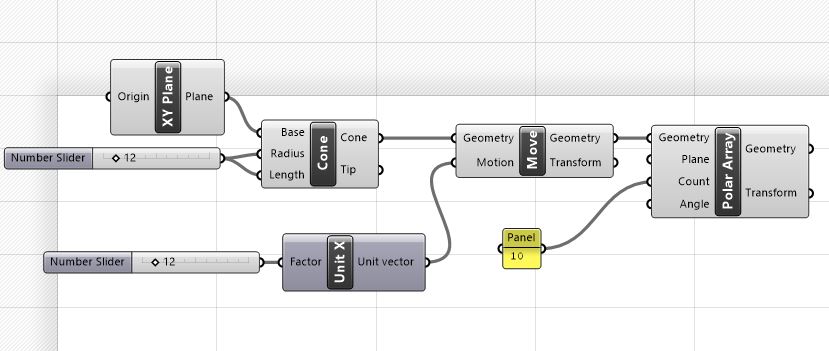 Origin XY Plane Plane
Base Cone Cone
Radius
Length Tip
Number Slider 12
Geometry Move Geometry
Motion Transform
Geometry Polar Array Geometry
Plane
Count
Angle Transform
Panel
10
Number Slider 12
Factor Unit X Unit vector